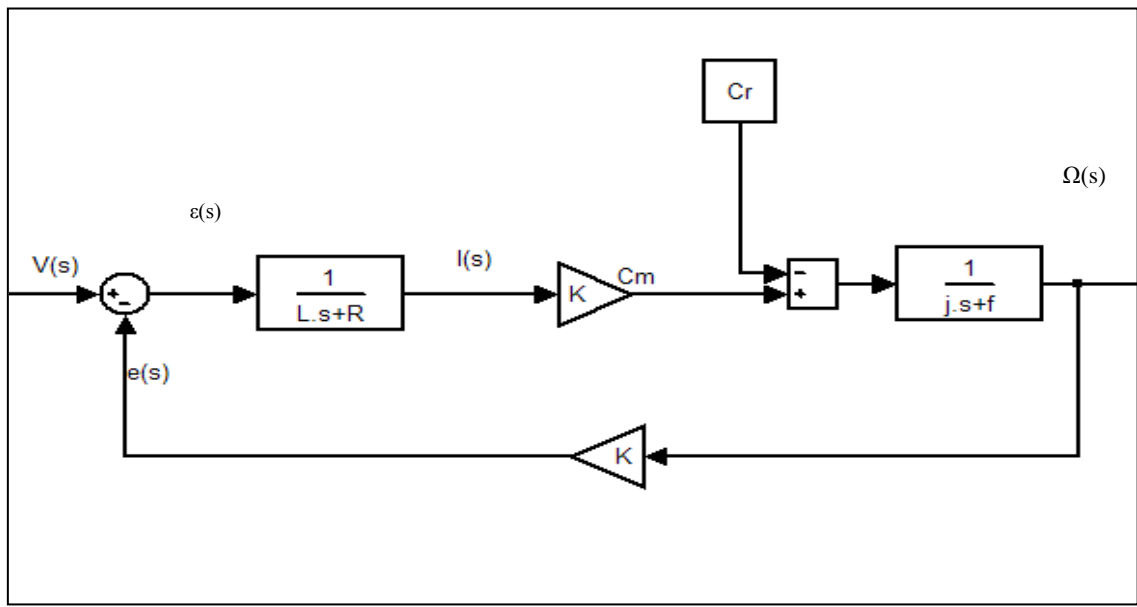 Cr
Ω(s)
ε(s)
V(s)
I(s)
Cm
+
-
1
L.s+R
K
-
+
1
j.s+f
e(s)
K